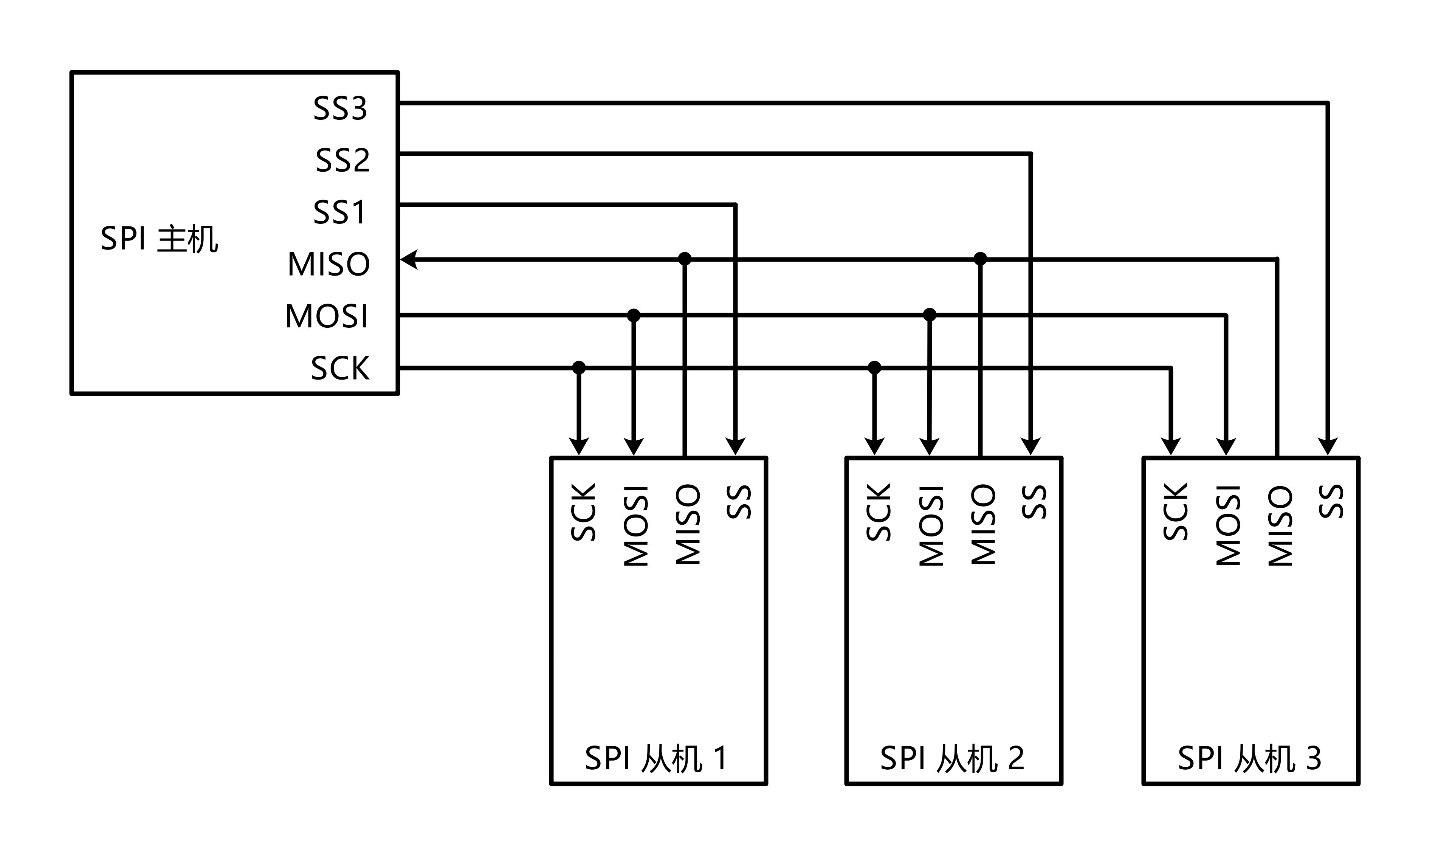 SS3
SS2
SS1
SPI 主机
MISO
MOSI
SCK
SCK
MOSI
MISO
SS
SCK
MOSI
MISO
SS
SCK
MOSI
MISO
SS
SPI 从机 1
SPI 从机 2
SPI 从机 3